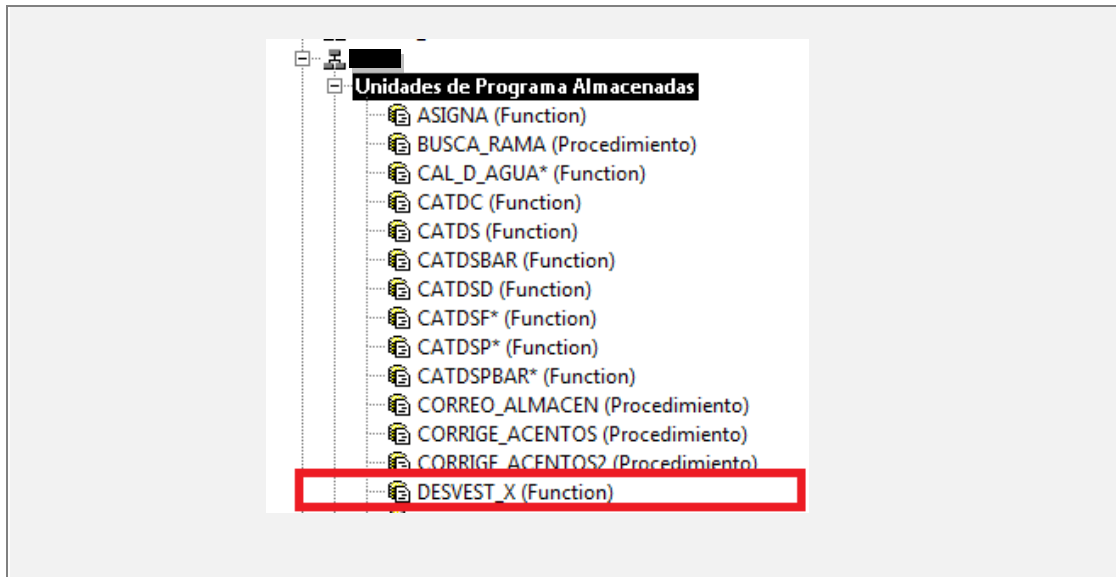 Unidades de Programa Almacenadas
ASIGNA (Function)
BUSCA_RAMA (Procedimiento)
CAL_D_AGUA* (Function)
CATDC (Function)
CATDS (Function)
CATDSBAR (Function)
CATDSD (Function)
CATDSF* (Function)
CATDSP* (Function)
CATDSPBAR* (Function)
CORREO_ALMACEN (Procedimiento)
CORRIGE_ACENTOS (Procedimiento)
CORRIGE_ACENTOS2 (Procedimiento)
DESVEST_X (Function)